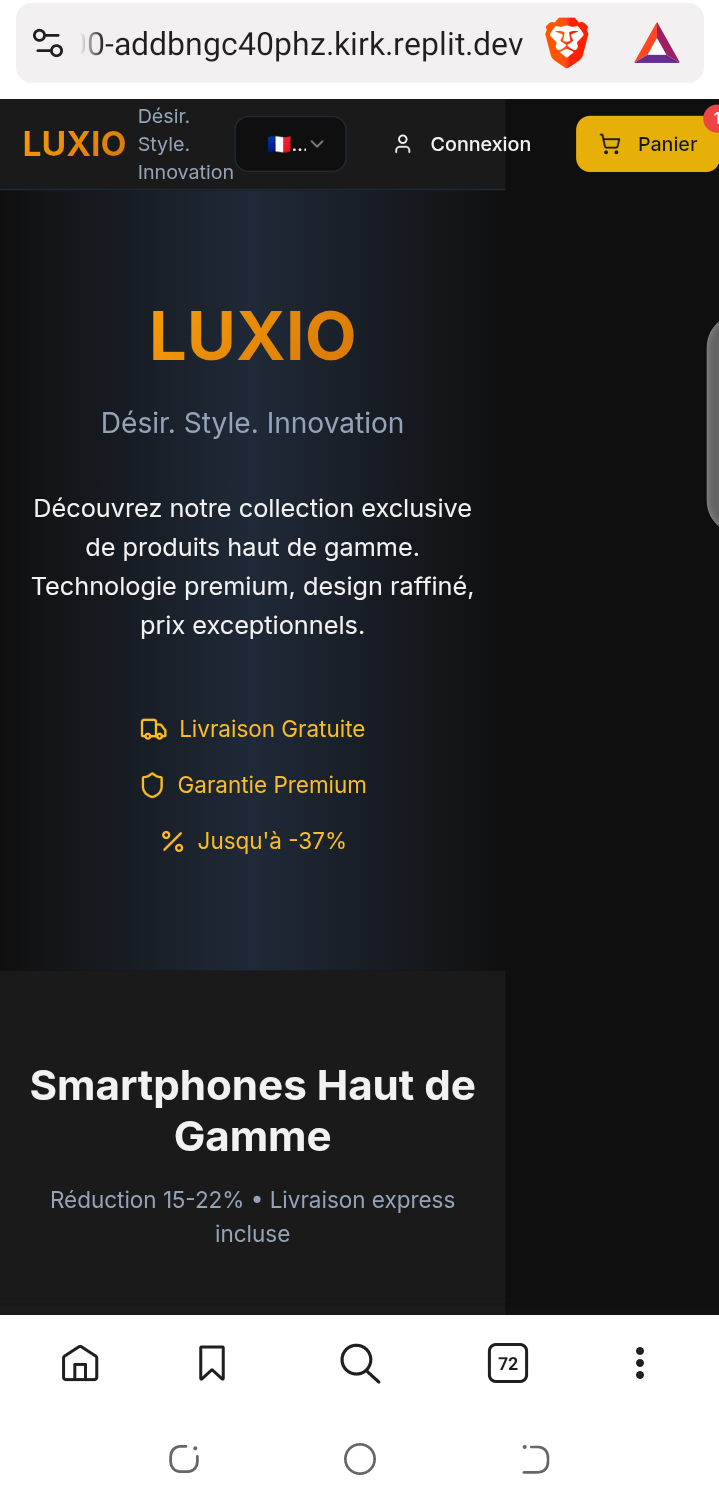 0-addbngc40phz.kirk.replit.dev
LUXIO
Désir.
Style.
Innovation
...
Connexion
Panier
1
LUXIO
Désir. Style. Innovation
Découvrez notre collection exclusive
de produits haut de gamme.
Technologie premium, design raffiné,
prix exceptionnels.
Livraison Gratuite
Garantie Premium
Jusqu'à -37%
Smartphones Haut de
Gamme
Réduction 15-22% • Livraison express
incluse
72